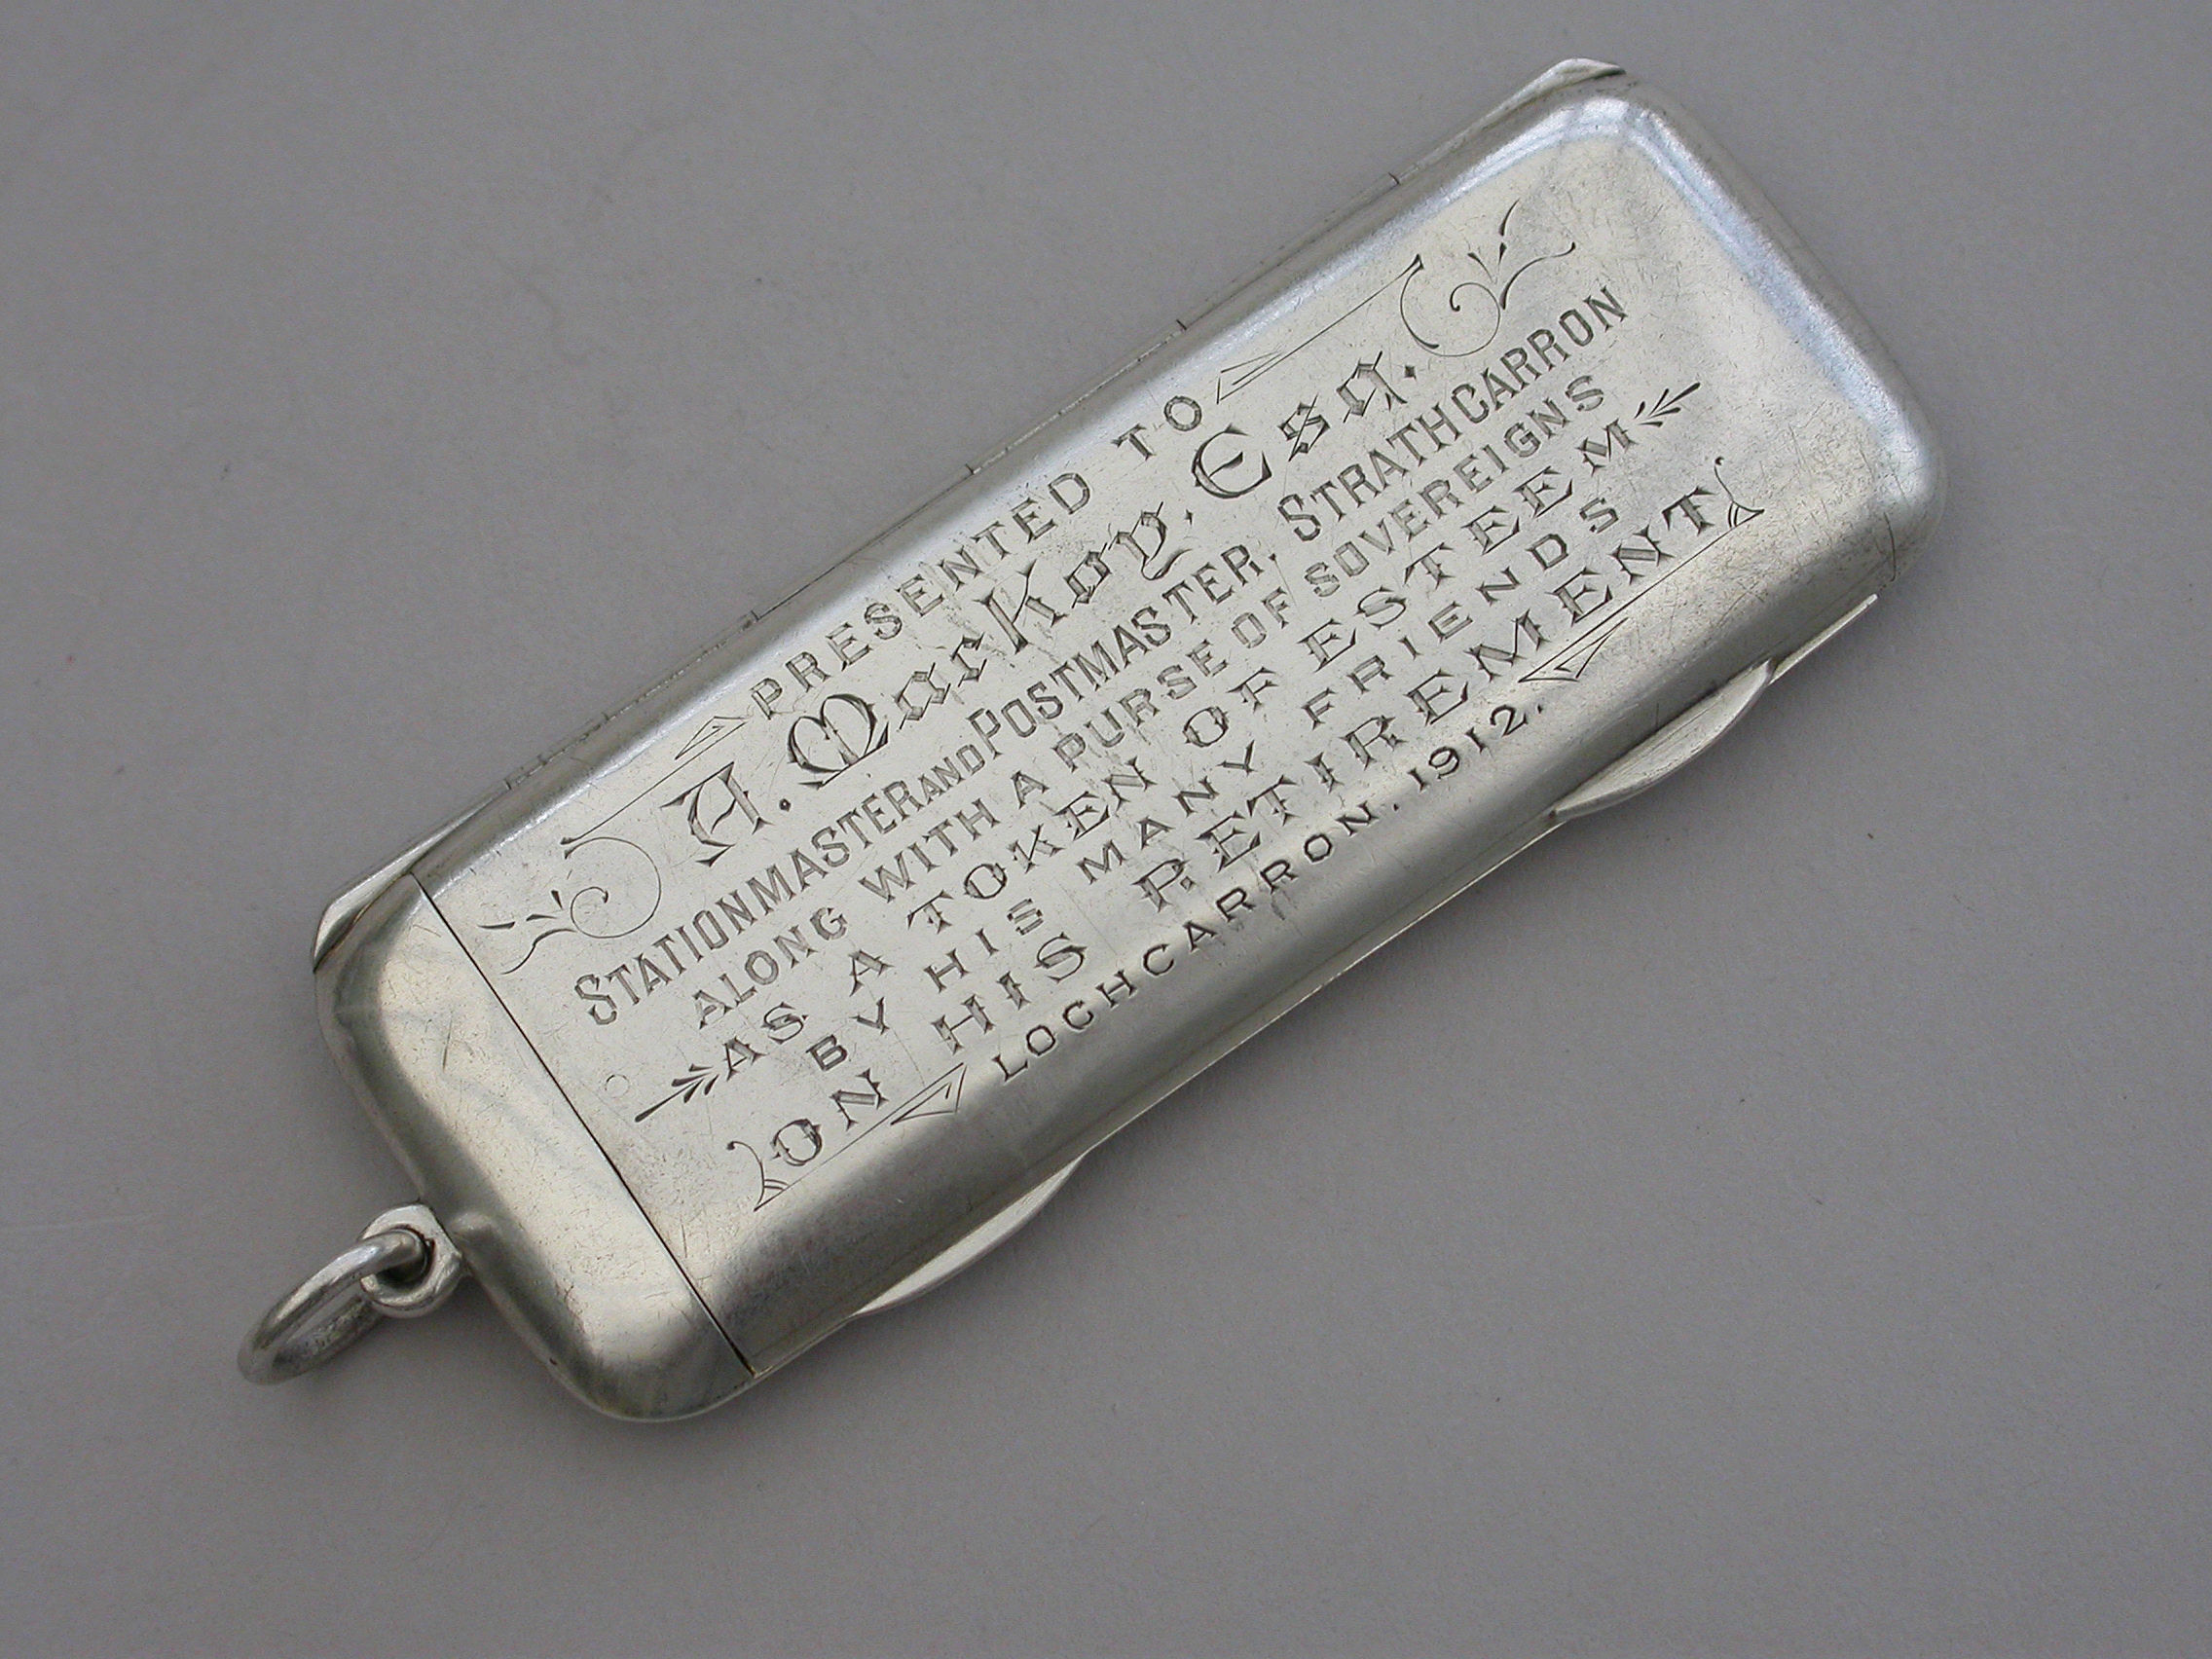 PRESENTED TO
A. MacKay, Esq.
STATIONMASTER AND POSTMASTER, STRATHCARRON
ALONG WITH A PURSE OF SOVEREIGNS
AS A TOKEN OF ESTEEM
BY HIS MANY FRIENDS
ON HIS RETIREMENT.
LOCHCARRON. 1912.